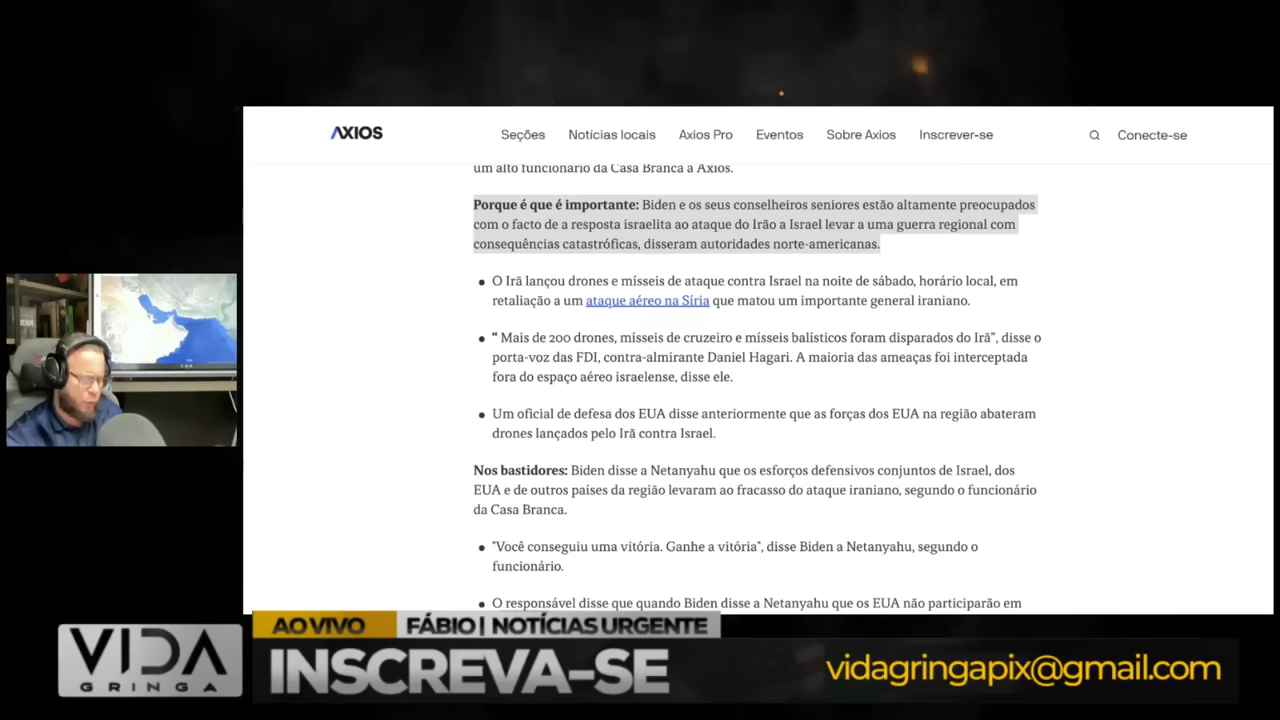 AXIOS
Seções Notícias locais Axios Pro Eventos Sobre Axios Inscrever-se Conecte-se
um alto funcionário da Casa Branca a Axios.
Porque é que é importante: Biden e os seus conselheiros seniores estão altamente preocupados
com o facto de a resposta israelita ao ataque do Irão a Israel levar a uma guerra regional com
consequências catastróficas, disseram autoridades norte-americanas.
• O Irã lançou drones e mísseis de ataque contra Israel na noite de sábado, horário local, em
retaliação a um ataque aéreo na Síria que matou um importante general iraniano.
• “ Mais de 200 drones, mísseis de cruzeiro e mísseis balísticos foram disparados do Irã”, disse o
porta-voz das FDI, contra-almirante Daniel Hagari. A maioria das ameaças foi interceptada
fora do espaço aéreo israelense, disse ele.
• Um oficial de defesa dos EUA disse anteriormente que as forças dos EUA na região abateram
drones lançados pelo Irã contra Israel.
Nos bastidores: Biden disse a Netanyahu que os esforços defensivos conjuntos de Israel, dos
EUA e de outros países da região levaram ao fracasso do ataque iraniano, segundo o funcionário
da Casa Branca.
• "Você conseguiu uma vitória. Ganhe a vitória", disse Biden a Netanyahu, segundo o
funcionário.
• O responsável disse que quando Biden disse a Netanyahu que os EUA não participarão em
AO VIVO FÁBIO | NOTÍCIAS URGENTE
VIDA
GRINGA
INSCREVA-SE
vidagringapix@gmail.com